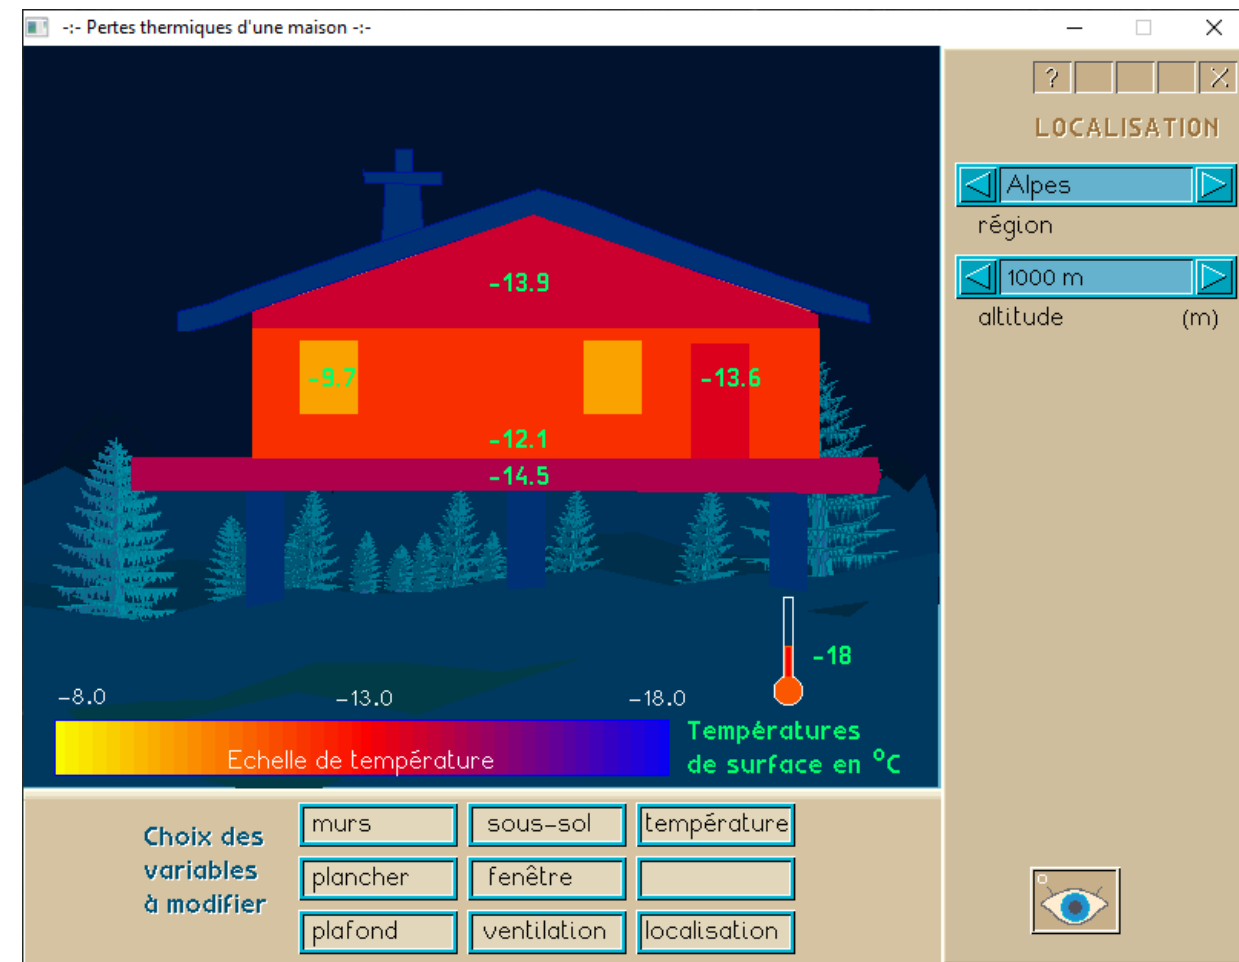 -:- Pertes thermiques d'une maison -:-
?
X
LOCALISATION
Alpes
région
1000 m
altitude (m)
-13.9
-9.7
-13.6
-12.1
-14.5
-18
-8.0 -13.0 -18.0
Echelle de température
Températures
de surface en °C
Choix des
variables
à modifier
murs sous-sol température
plancher fenêtre
plafond ventilation localisation